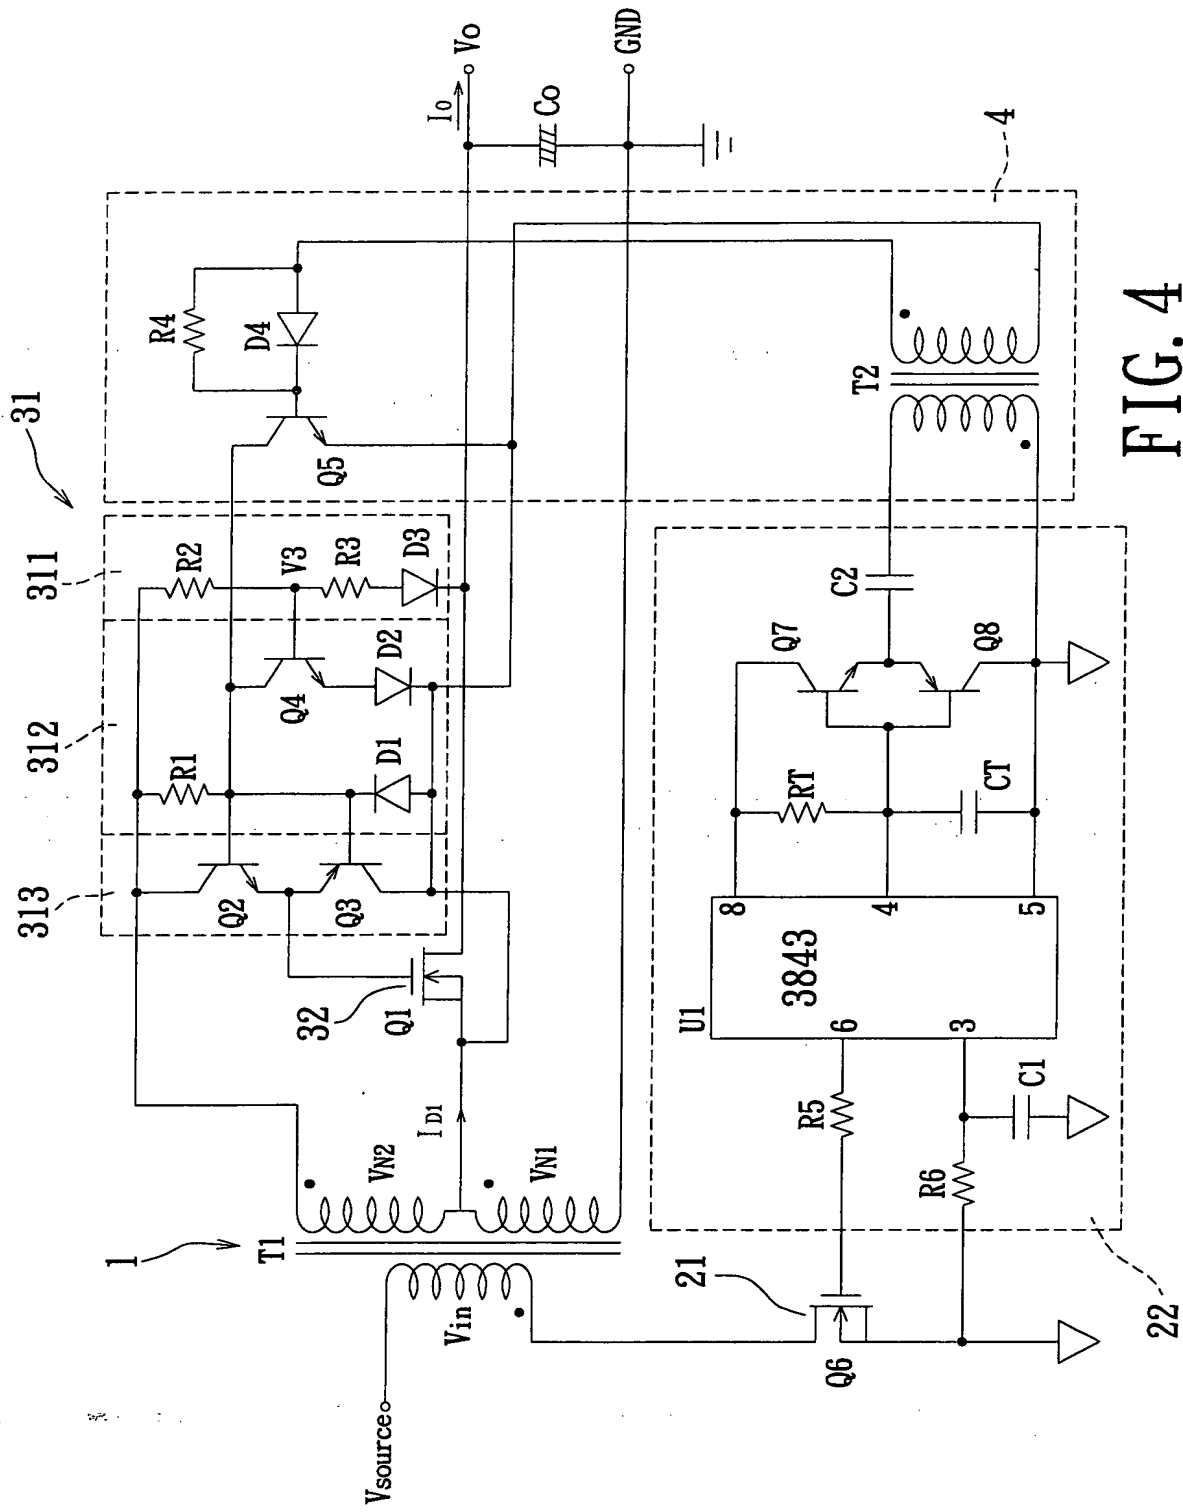 31
313
312
311
R1
R2
R4
Q2
Q4
V3
Q5
D4
Q3
D1
D2
R3
D3
32
Q1
1
T1
VN2
ID1
VN1
Vin
Vsource
I0
Vo
Co
GND
4
T2
21
Q6
22
R5
R6
C1
U1
3843
6
3
8
4
5
RT
CT
Q7
Q8
C2
FIG. 4